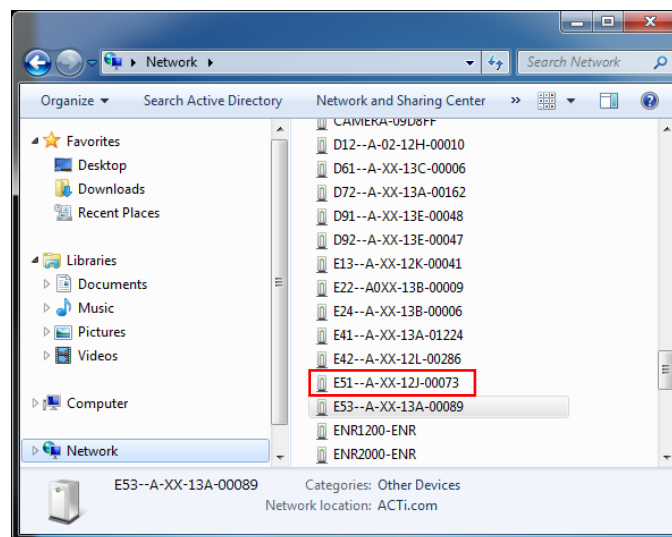 Network
Search Network
Organize Search Active Directory Network and Sharing Center »
Favorites
Desktop
Downloads
Recent Places
Libraries
Documents
Music
Pictures
Videos
Computer
Network
CAMERA-09D8FF
D12--A-02-12H-00010
D61--A-XX-13C-00006
D72--A-XX-13A-00162
D91--A-XX-13E-00048
D92--A-XX-13E-00047
E13--A-XX-12K-00041
E22--A0XX-13B-00009
E24--A-XX-13B-00006
E41--A-XX-13A-01224
E42--A-XX-12L-00286
E51--A-XX-12J-00073
E53--A-XX-13A-00089
ENR1200-ENR
ENR2000-ENR
E53--A-XX-13A-00089 Categories: Other Devices
Network location: ACTi.com